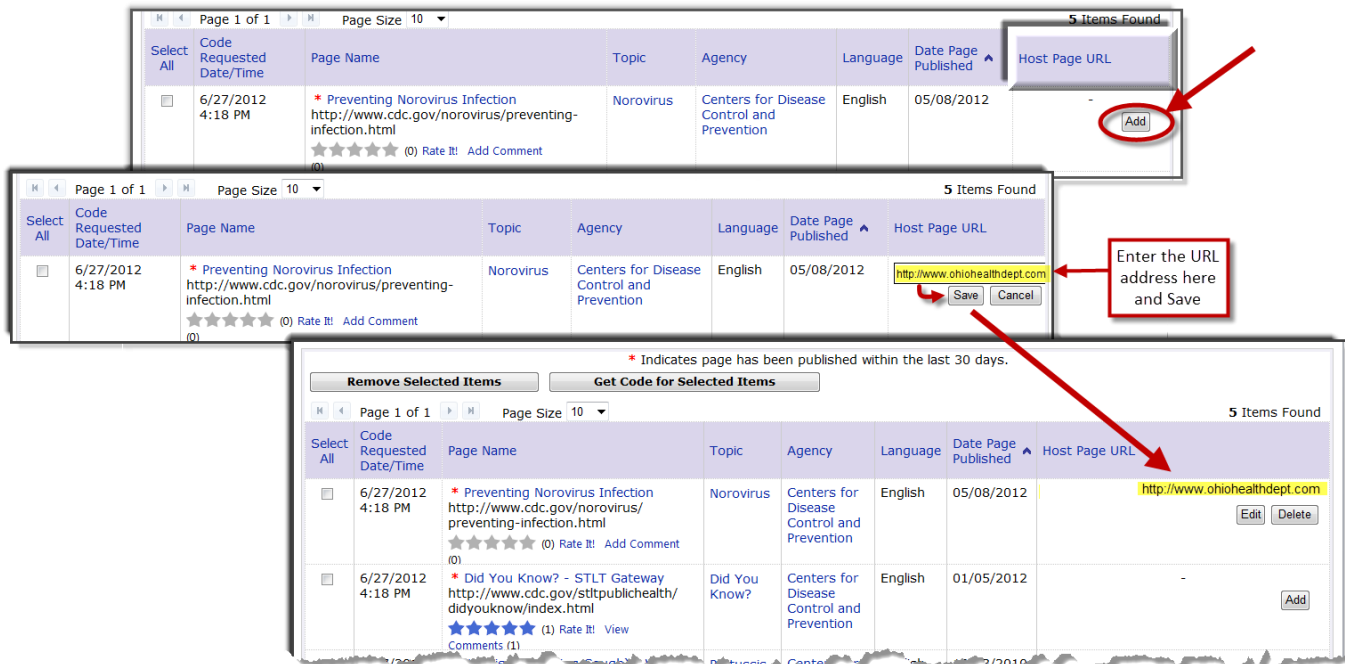 Page 1 of 1 Page Size 10 5 Items Found
Select All
Code Requested Date/Time
Page Name
Topic
Agency
Language
Date Page Published
Host Page URL
6/27/2012
4:18 PM
* Preventing Norovirus Infection
http://www.cdc.gov/norovirus/preventing-
infection.html
(0) Rate It! Add Comment
(0)
Norovirus
Centers for Disease
Control and
Prevention
English
05/08/2012
-
Add
Page 1 of 1 Page Size 10 5 Items Found
Select All
Code Requested Date/Time
Page Name
Topic
Agency
Language
Date Page Published
Host Page URL
6/27/2012
4:18 PM
* Preventing Norovirus Infection
http://www.cdc.gov/norovirus/preventing-
infection.html
(0) Rate It! Add Comment
(0)
Norovirus
Centers for Disease
Control and
Prevention
English
05/08/2012
http://www.ohiohealthdept.com
Save Cancel
Enter the URL
address here
and Save
* Indicates page has been published within the last 30 days.
Remove Selected Items Get Code for Selected Items
Page 1 of 1 Page Size 10 5 Items Found
Select All
Code Requested Date/Time
Page Name
Topic
Agency
Language
Date Page Published
Host Page URL
6/27/2012
4:18 PM
* Preventing Norovirus Infection
http://www.cdc.gov/norovirus/
preventing-infection.html
(0) Rate It! Add Comment
(0)
Norovirus
Centers for
Disease
Control and
Prevention
English
05/08/2012
http://www.ohiohealthdept.com
Edit Delete
6/27/2012
4:18 PM
* Did You Know? - STLT Gateway
http://www.cdc.gov/stltpublichealth/
didyouknow/index.html
(1) Rate It! View
Comments (1)
Did You
Know?
Centers for
Disease
Control and
Prevention
English
01/05/2012
-
Add